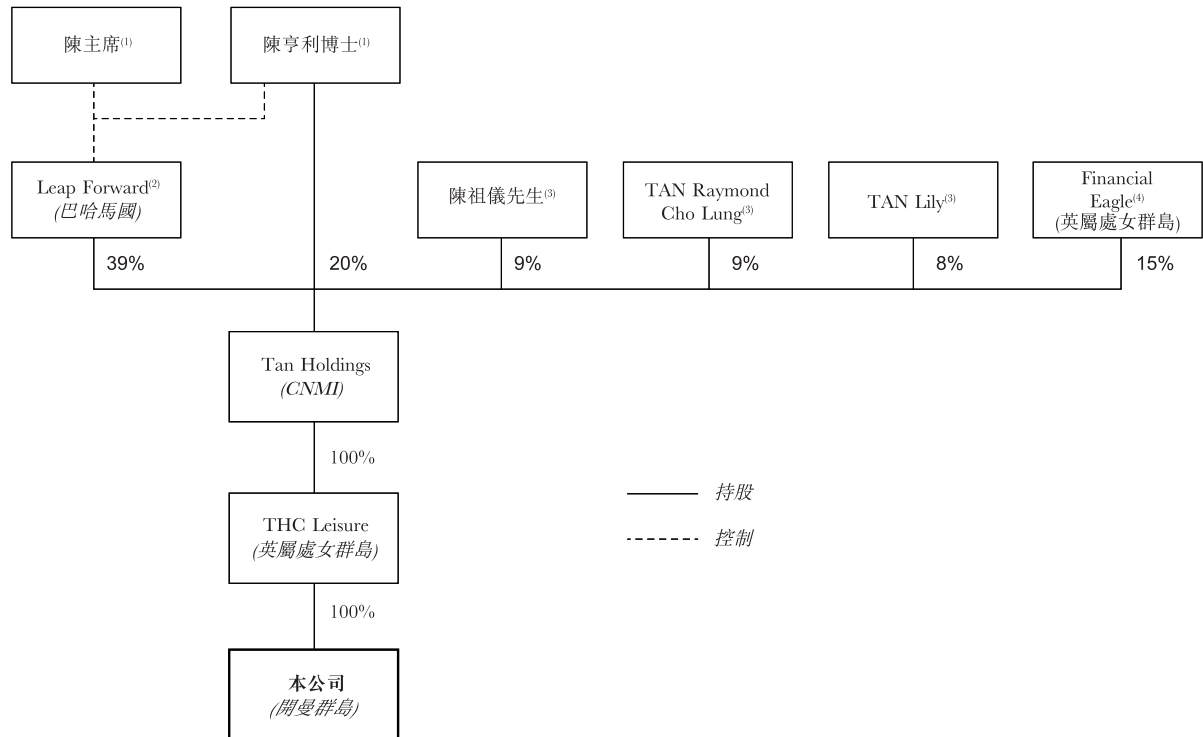 陳主席(1)
陳亨利博士(1)
Leap Forward(2)
(巴哈馬國)
陳祖儀先生(3)
TAN Raymond
Cho Lung(3)
TAN Lily(3)
Financial
Eagle(4)
(英屬處女群島)
39%
20%
9%
9%
8%
15%
Tan Holdings
(CNMI)
100%
THC Leisure
(英屬處女群島)
持股
控制
100%
本公司
(開曼群島)